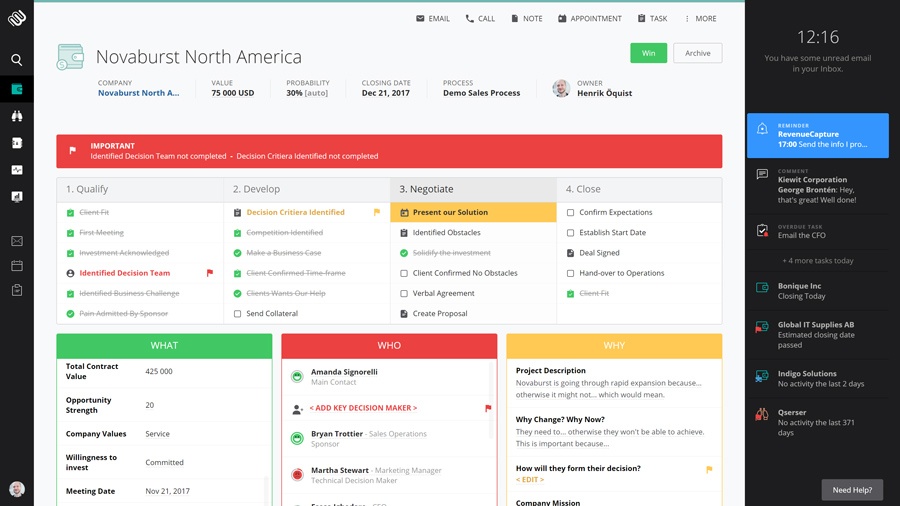 EMAIL CALL NOTE APPOINTMENT TASK MORE
Novaburst North America
Win Archive
COMPANY VALUE PROBABILITY CLOSING DATE PROCESS OWNER
Novaburst North A... 75 000 USD 30% [auto] Dec 21, 2017 Demo Sales Process Henrik Öquist
IMPORTANT
Identified Decision Team not completed - Decision Critiera Identified not completed
1. Qualify
Client Fit
First Meeting
Investment Acknowledged
Identified Decision Team
Identified Business Challenge
Pain Admitted By Sponsor
2. Develop
Decision Critiera Identified
Competition Identified
Make a Business Case
Client Confirmed Time-frame
Clients Wants Our Help
Send Collateral
3. Negotiate
Present our Solution
Identified Obstacles
Solidify the investment
Client Confirmed No Obstacles
Verbal Agreement
Create Proposal
4. Close
Confirm Expectations
Establish Start Date
Deal Signed
Hand-over to Operations
Client Fit
WHAT
Total Contract
Value
425 000
Opportunity
Strength
20
Company Values Service
Willingness to
invest
Committed
Meeting Date Nov 21, 2017
WHO
Amanda Signorelli
Main Contact
< ADD KEY DECISION MAKER >
Bryan Trottier - Sales Operations
Sponsor
Martha Stewart - Marketing Manager
Technical Decision Maker
WHY
Project Description
Novaburst is going through rapid expansion because...
otherwise it might not... which would mean.
Why Change? Why Now?
They need to... otherwise they won't be able to achieve.
This is important because...
How will they form their decision?
< EDIT >
Company Mission
12:16
You have some unread email
in your Inbox.
REMINDER
RevenueCapture
17:00 Send the info I pro...
COMMENT
Kiewit Corporation
George Brontén: Hey,
that's great! Well done!
OVERDUE TASK
Email the CFO
+ 4 more tasks today
Bonique Inc
Closing Today
Global IT Supplies AB
Estimated closing date
passed
Indigo Solutions
No activity the last 2 days
Qserser
No activity the last 371
days
Need Help?